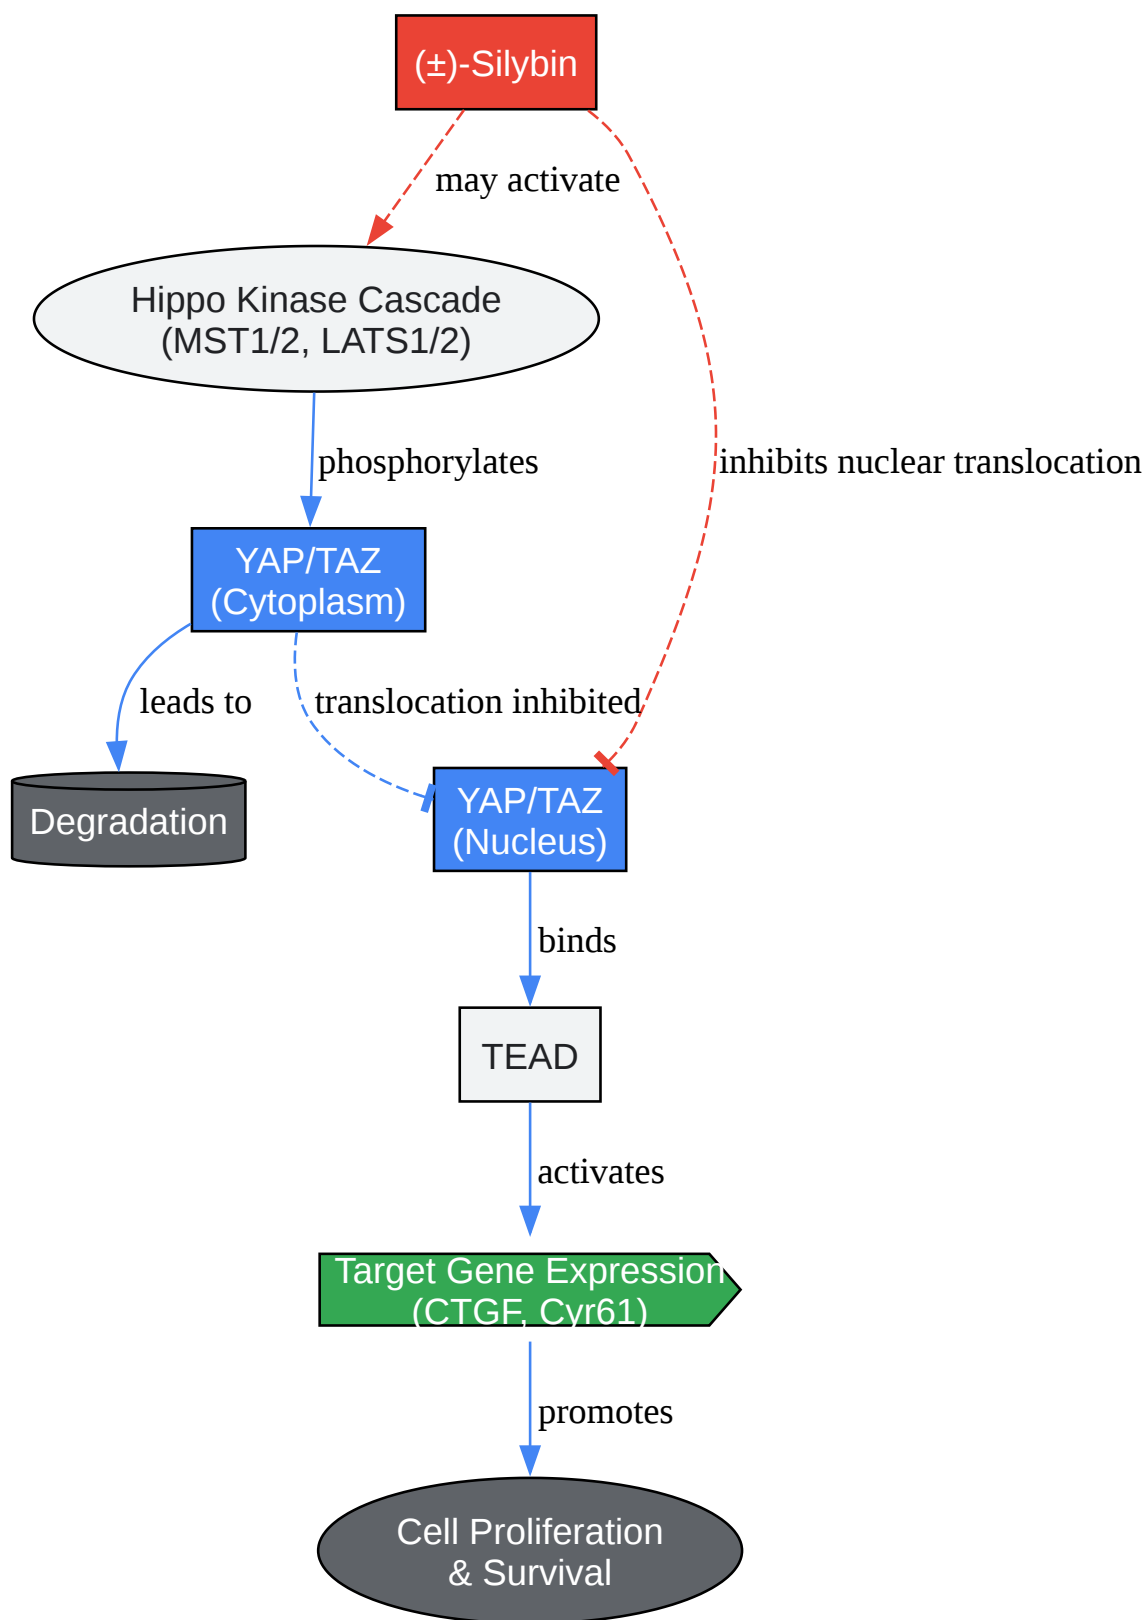 (±)-Silybin
may activate
Hippo Kinase Cascade
(MST1/2, LATS1/2)
phosphorylates
inhibits nuclear translocation
YAP/TAZ
(Cytoplasm)
leads to
translocation inhibited
Degradation
YAP/TAZ
(Nucleus)
binds
TEAD
activates
Target Gene Expression
(CTGF, Cyr61)
promotes
Cell Proliferation
& Survival